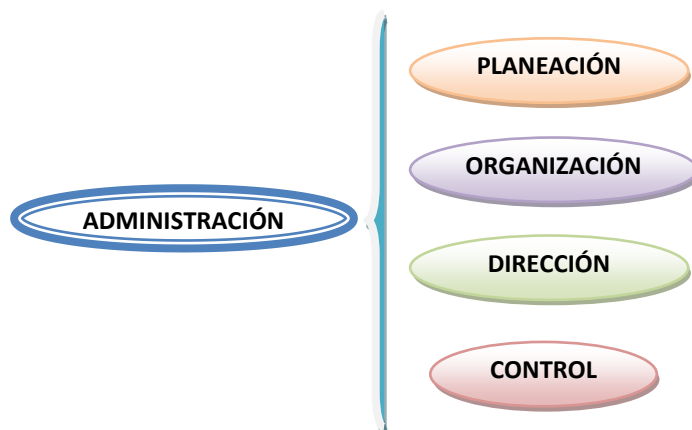 PLANEACIÓN
ORGANIZACIÓN
ADMINISTRACIÓN
DIRECCIÓN
CONTROL